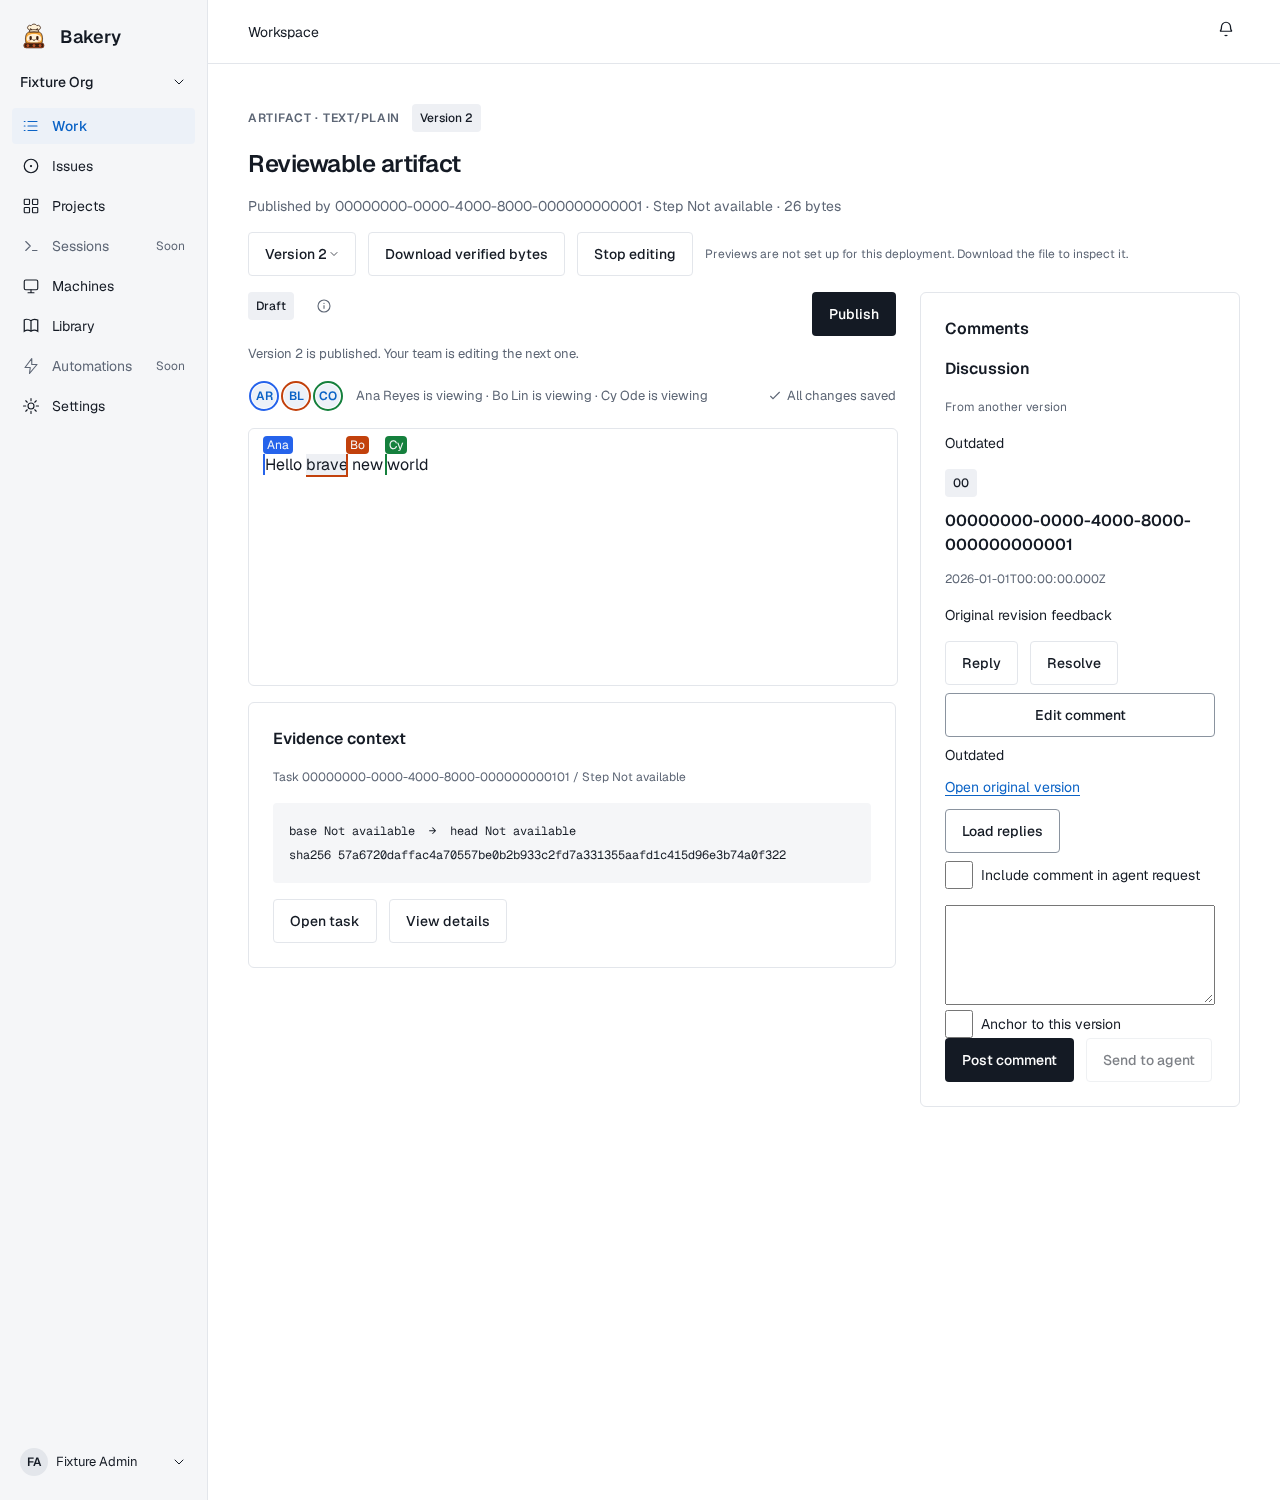 Bakery
Fixture Org
Work
Issues
Projects
Sessions Soon
Machines
Library
Automations Soon
Settings
FA Fixture Admin
Workspace
ARTIFACT · TEXT/PLAIN Version 2
Reviewable artifact
Published by 00000000-0000-4000-8000-000000000001 · Step Not available · 26 bytes
Version 2 Download verified bytes Stop editing Previews are not set up for this deployment. Download the file to inspect it.
Draft Publish
Version 2 is published. Your team is editing the next one.
AR BL CO Ana Reyes is viewing · Bo Lin is viewing · Cy Ode is viewing All changes saved
Ana Bo Cy
Hello brave new world
Evidence context
Task 00000000-0000-4000-8000-000000000101 / Step Not available
base Not available → head Not available
sha256 57a6720daffac4a70557be0b2b933c2fd7a331355aafd1c415d96e3b74a0f322
Open task View details
Comments
Discussion
From another version
Outdated
00
00000000-0000-4000-8000-
000000000001
2026-01-01T00:00:00.000Z
Original revision feedback
Reply Resolve
Edit comment
Outdated
Open original version
Load replies
Include comment in agent request
Anchor to this version
Post comment Send to agent